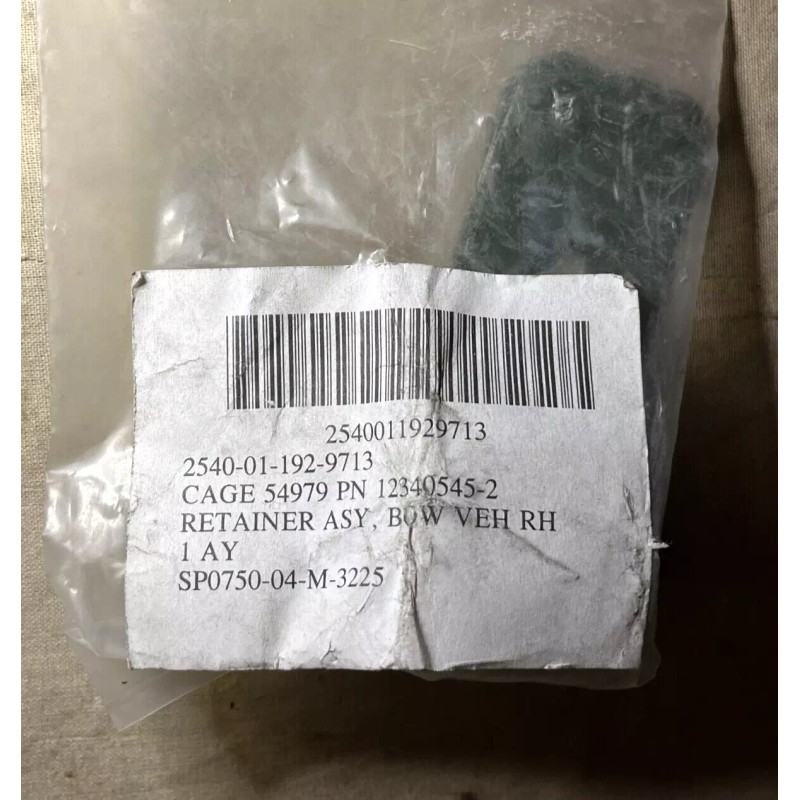 2540011929713
2540-01-192-9713
CAGE 54979 PN 12340545-2
RETAINER ASY, BOW VEH RH
1 AY
SP0750-04-M-3225